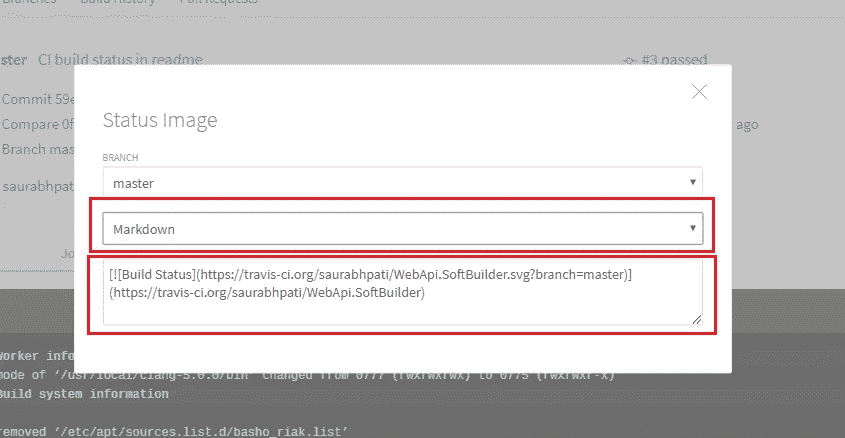 Branches Build History Pull Requests
ster CI build status in readme #3 passed
Commit 59e
Compare 0f ago
Branch mas
saurabhpati
Jo
Status Image
BRANCH
master
Markdown
[![Build Status](https://travis-ci.org/saurabhpati/WebApi.SoftBuilder.svg?branch=master)]
(https://travis-ci.org/saurabhpati/WebApi.SoftBuilder)
worker info
mode of ‘/usr/local/clang-5.0.0/bin’ changed from 0777 (rwxrwxrwx) to 0775 (rwxrwxr-x)
Build system information
removed ‘/etc/apt/sources.list.d/basho_riak.list’